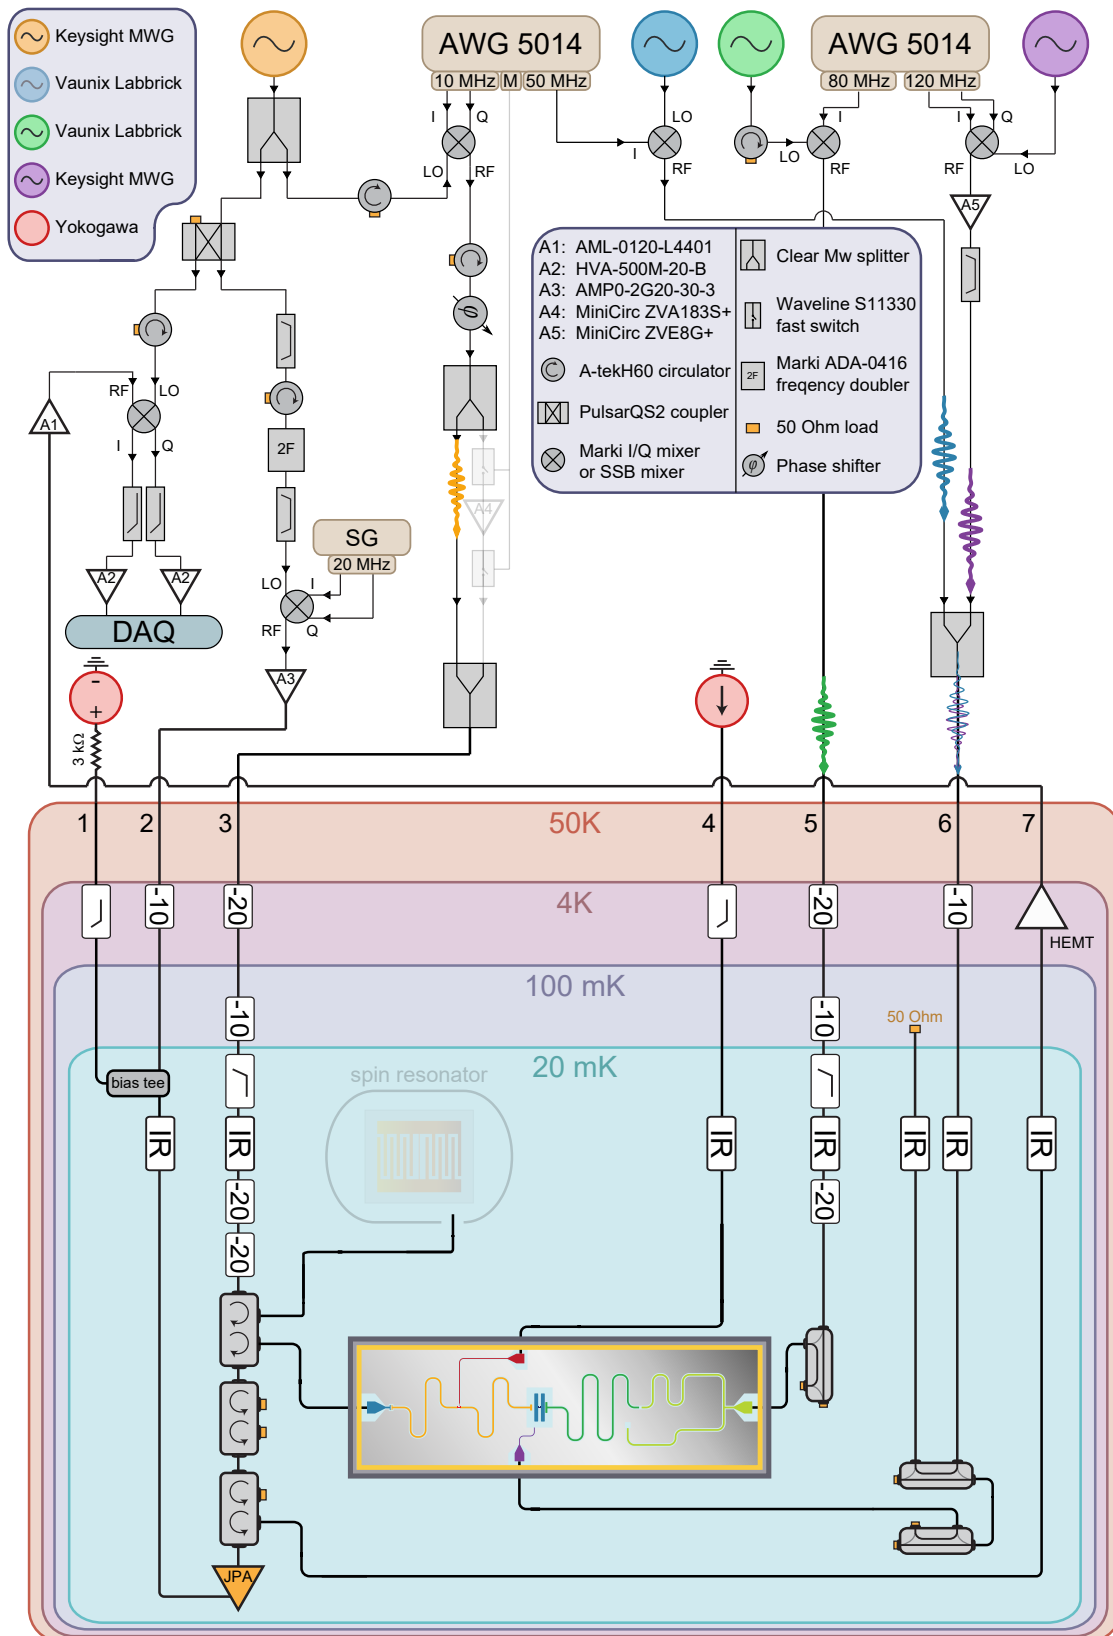 Keysight MWG
Vaunix Labbrick
Vaunix Labbrick
Keysight MWG
Yokogawa
AWG 5014
10 MHz
M
50 MHz
AWG 5014
80 MHz
120 MHz
I
Q
LO
RF
LO
I
RF
I
LO
RF
I
Q
RF
LO
A5
A1: AML-0120-L4401
A2: HVA-500M-20-B
A3: AMP0-2G20-30-3
A4: MiniCirc ZVA183S+
A5: MiniCirc ZVE8G+
A-tekH60 circulator
PulsarQS2 coupler
Marki I/Q mixer
or SSB mixer
Clear Mw splitter
Waveline S11330
fast switch
2F
Marki ADA-0416
freqency doubler
50 Ohm load
φ
Phase shifter
φ
RF
LO
A1
I
Q
2F
A4
SG
20 MHz
LO
I
RF
Q
A2
A2
DAQ
A3
-
+
3 kΩ
1
2
3
50K
4
5
6
7
-10
-20
4K
-20
-10
HEMT
100 mK
-10
-10
50 Ohm
20 mK
bias tee
spin resonator
IR
IR
IR
IR
IR
IR
IR
-20
-20
-20
JPA